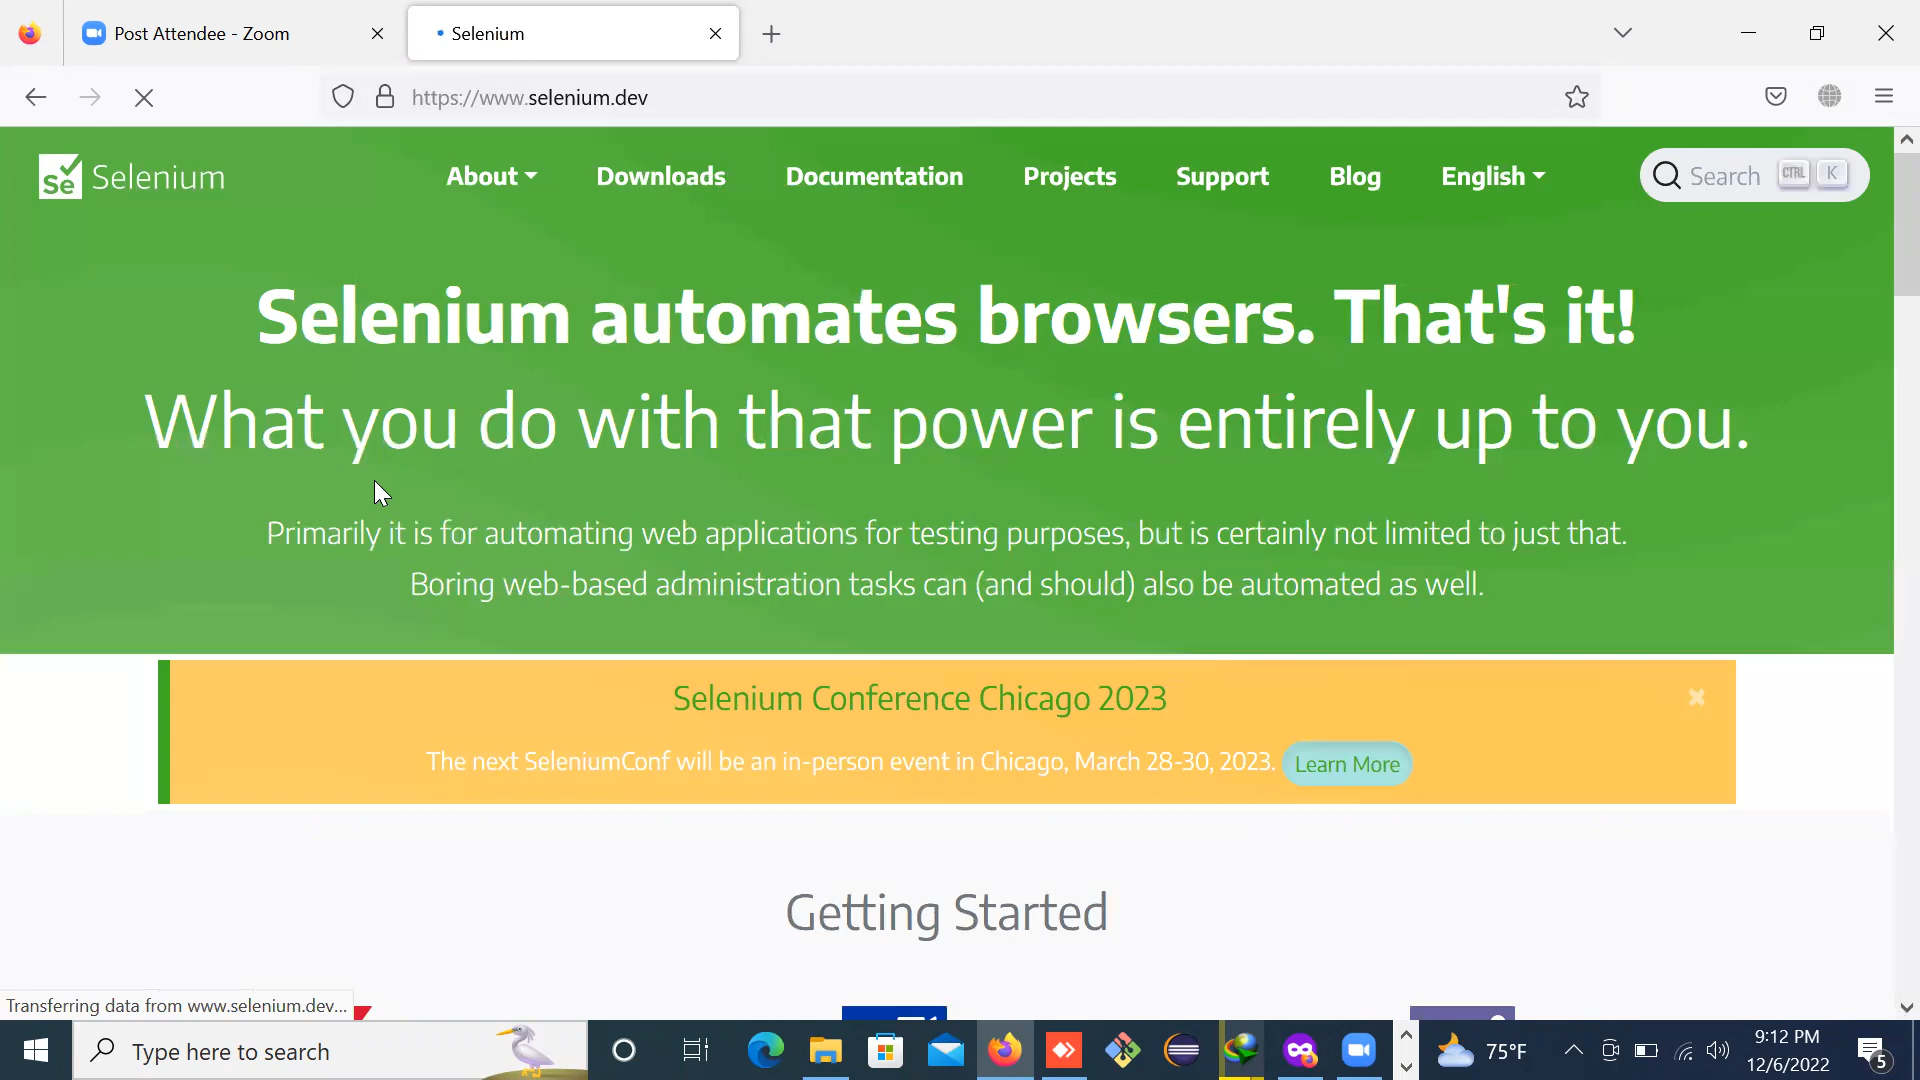 Post Attendee - Zoom
Selenium
https://www.selenium.dev
Se Selenium
About
Downloads
Documentation
Projects
Support
Blog
English
Search CTRL K
Selenium automates browsers. That's it!
What you do with that power is entirely up to you.
Primarily it is for automating web applications for testing purposes, but is certainly not limited to just that.
Boring web-based administration tasks can (and should) also be automated as well.
Selenium Conference Chicago 2023
The next SeleniumConf will be an in-person event in Chicago, March 28-30, 2023. Learn More
Getting Started
Transferring data from www.selenium.dev...
Type here to search
75°F
9:12 PM
12/6/2022
5